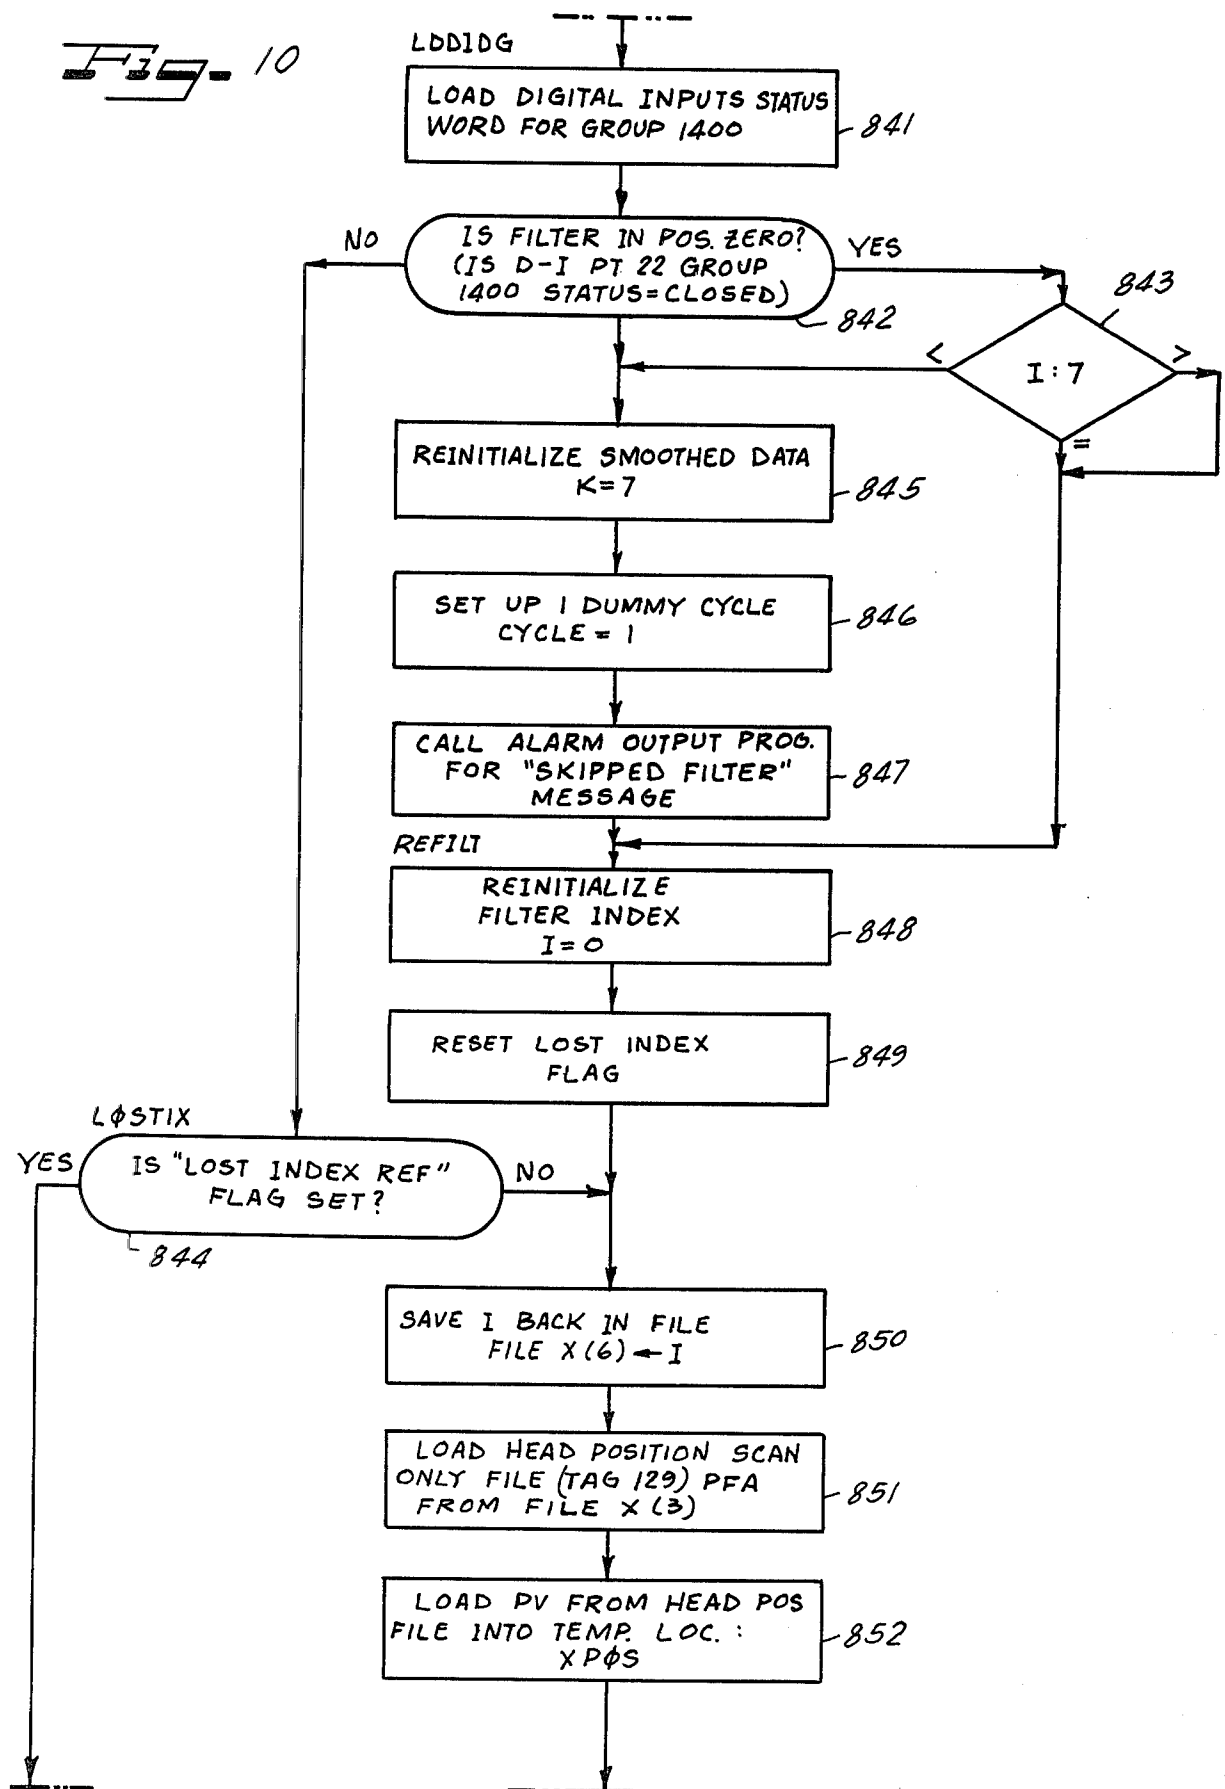 Fig. 10
LDDIDG
LOAD DIGITAL INPUTS STATUS
WORD FOR GROUP 1400
841
NO
IS FILTER IN POS. ZERO?
(IS D-I PT 22 GROUP
1400 STATUS=CLOSED)
YES
842
843
<
I:7
>
=
REINITIALIZE SMOOTHED DATA
K=7
845
SET UP 1 DUMMY CYCLE
CYCLE = 1
846
CALL ALARM OUTPUT PROG.
FOR "SKIPPED FILTER"
MESSAGE
847
REFILT
REINITIALIZE
FILTER INDEX
I=0
848
RESET LOST INDEX
FLAG
849
LØSTIX
YES
IS "LOST INDEX REF"
FLAG SET?
NO
844
SAVE I BACK IN FILE
FILE X(6)←I
850
LOAD HEAD POSITION SCAN
ONLY FILE (TAG 129) PFA
FROM FILE X (3)
851
LOAD PV FROM HEAD POS
FILE INTO TEMP. LOC. :
XPØS
852